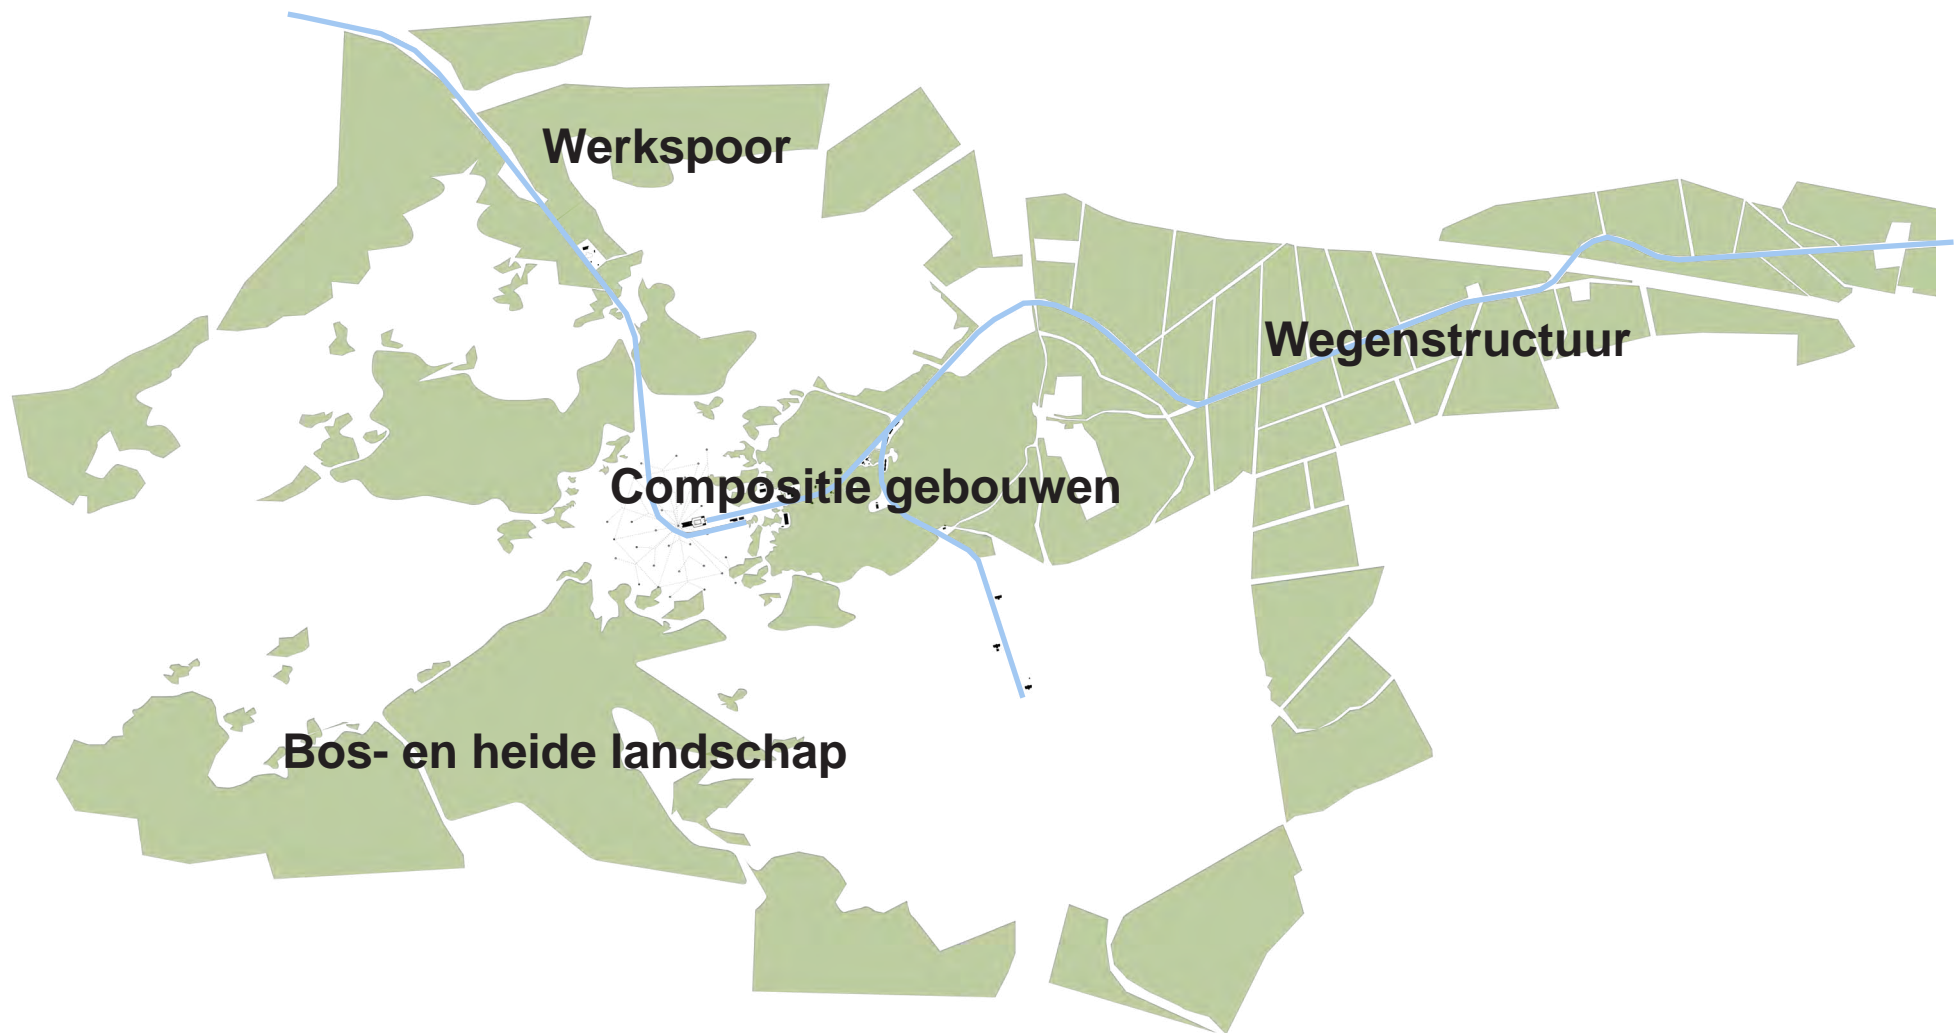 Werkspoor
Wegenstructuur
Compositie gebouwen
Bos- en heide landschap